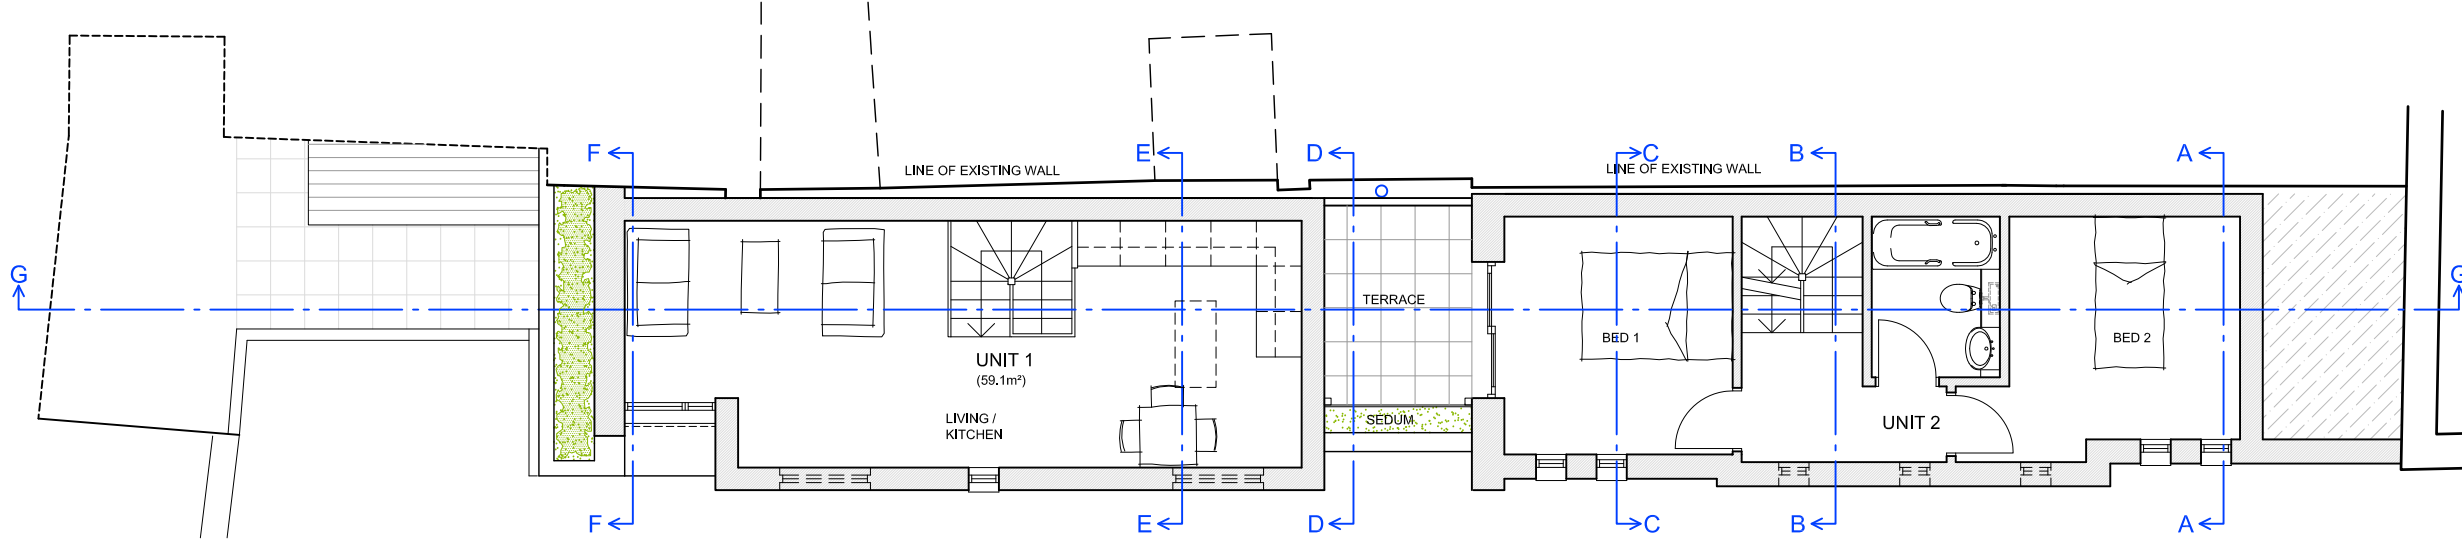 F
E
D
C
B
A
LINE OF EXISTING WALL
LINE OF EXISTING WALL
G
G
TERRACE
BED 1
BED 2
UNIT 1
(59.1m²)
LIVING /
KITCHEN
SEDUM
UNIT 2
F
E
D
C
B
A